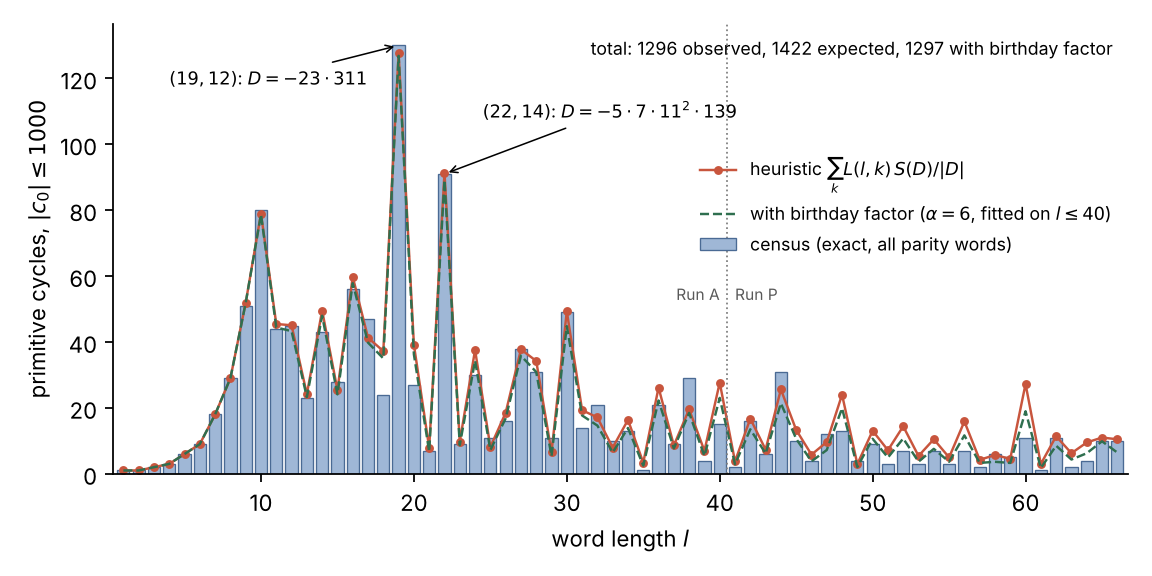 total: 1296 observed, 1422 expected, 1297 with birthday factor
(19, 12): D = −23 · 311
(22, 14): D = −5 · 7 · 11² · 139
heuristic ∑ₖ L(l, k) S(D)/|D|
with birthday factor (α = 6, fitted on l ≤ 40)
census (exact, all parity words)
Run A
Run P
primitive cycles, |c₀| ≤ 1000
120
100
80
60
40
20
0
10
20
30
40
50
60
word length l